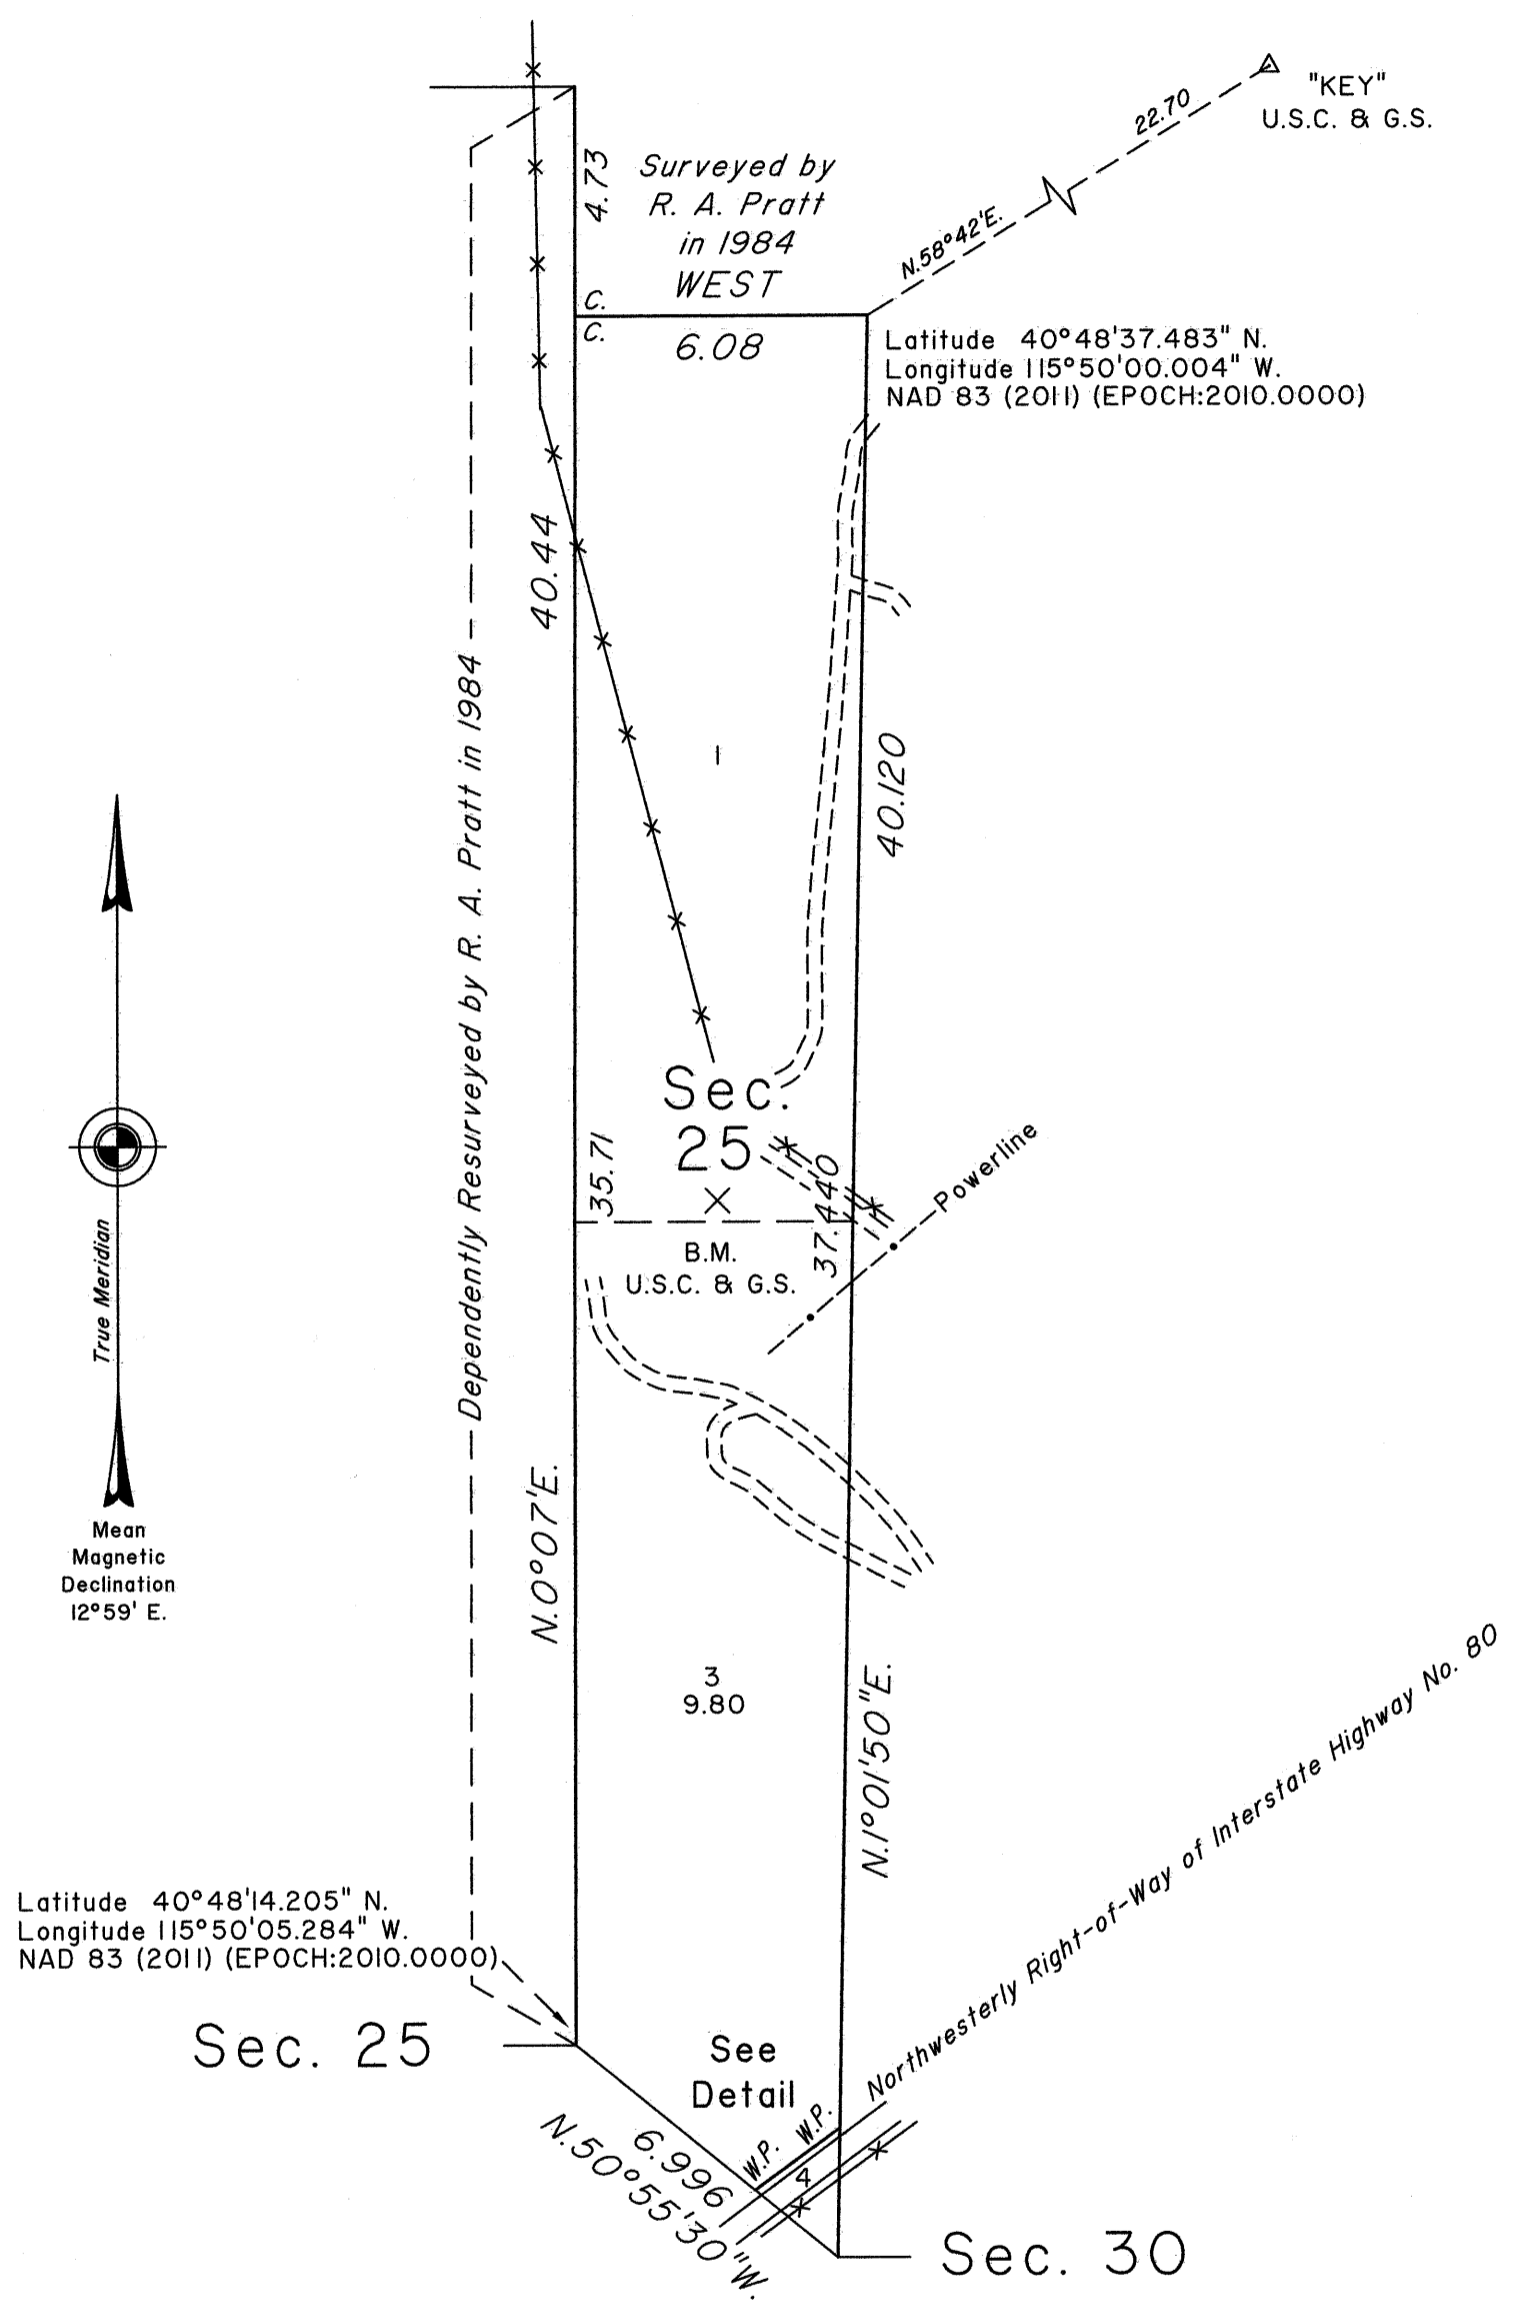 "KEY"
U.S.C. & G.S.
22.70
N.58°42'E.
4.73
Surveyed by
R. A. Pratt
in 1984
WEST
C.
C.
6.08
Latitude 40°48'37.483" N.
Longitude 115°50'00.004" W.
NAD 83 (2011) (EPOCH:2010.0000)
40.44
Dependently Resurveyed by R. A. Pratt in 1984
1
40.120
Sec.
25
35.71
37.440
Powerline
B.M.
U.S.C. & G.S.
True Meridian
Mean
Magnetic
Declination
12°59' E.
N.0°07'E.
3
9.80
N.1°01'50"E.
Northwesterly Right-of-Way of Interstate Highway No. 80
Latitude 40°48'14.205" N.
Longitude 115°50'05.284" W.
NAD 83 (2011) (EPOCH:2010.0000)
Sec. 25
See
Detail
W.P.
W.P.
4
6.996
N.50°55'30"W.
Sec. 30